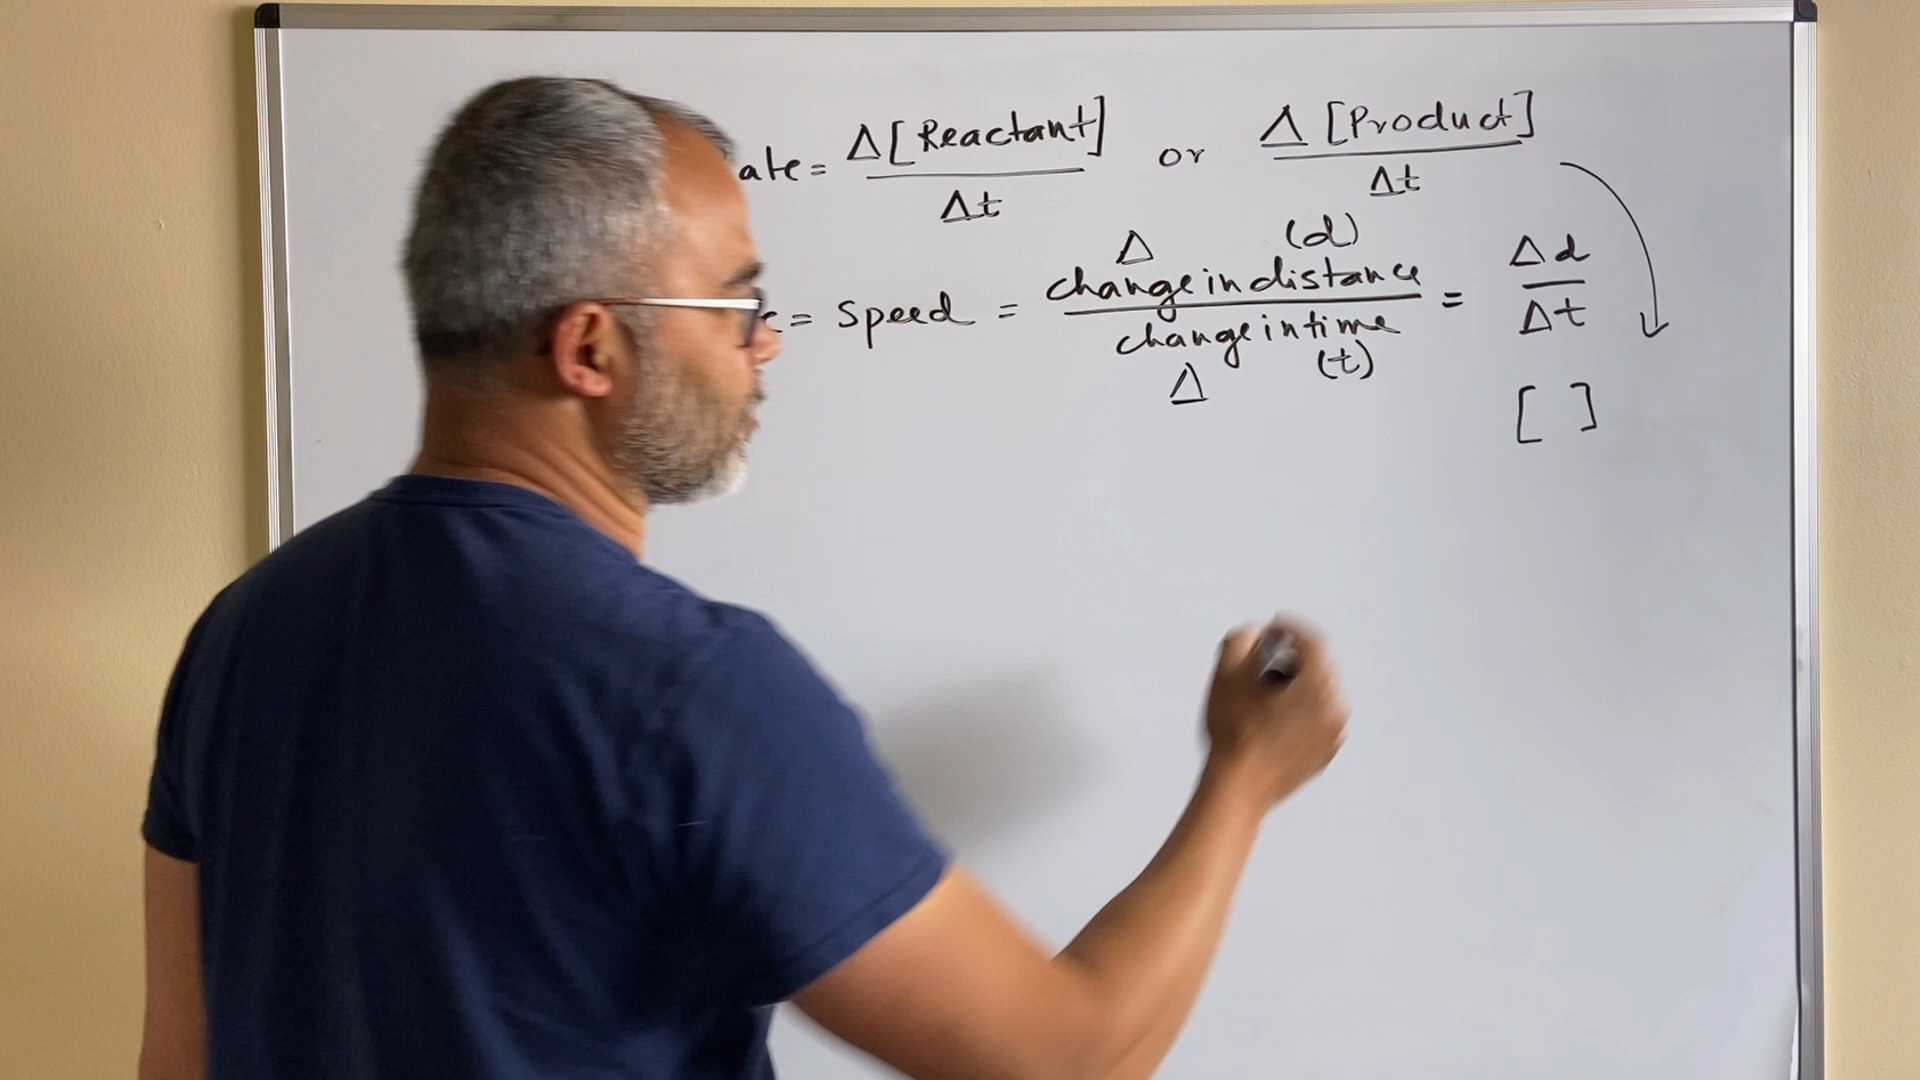 ate = Δ[Reactant] / Δt or Δ[Product] / Δt
= Speed = Δ change in distance (d) / Δ change in time (t) = Δd / Δt
[ ]